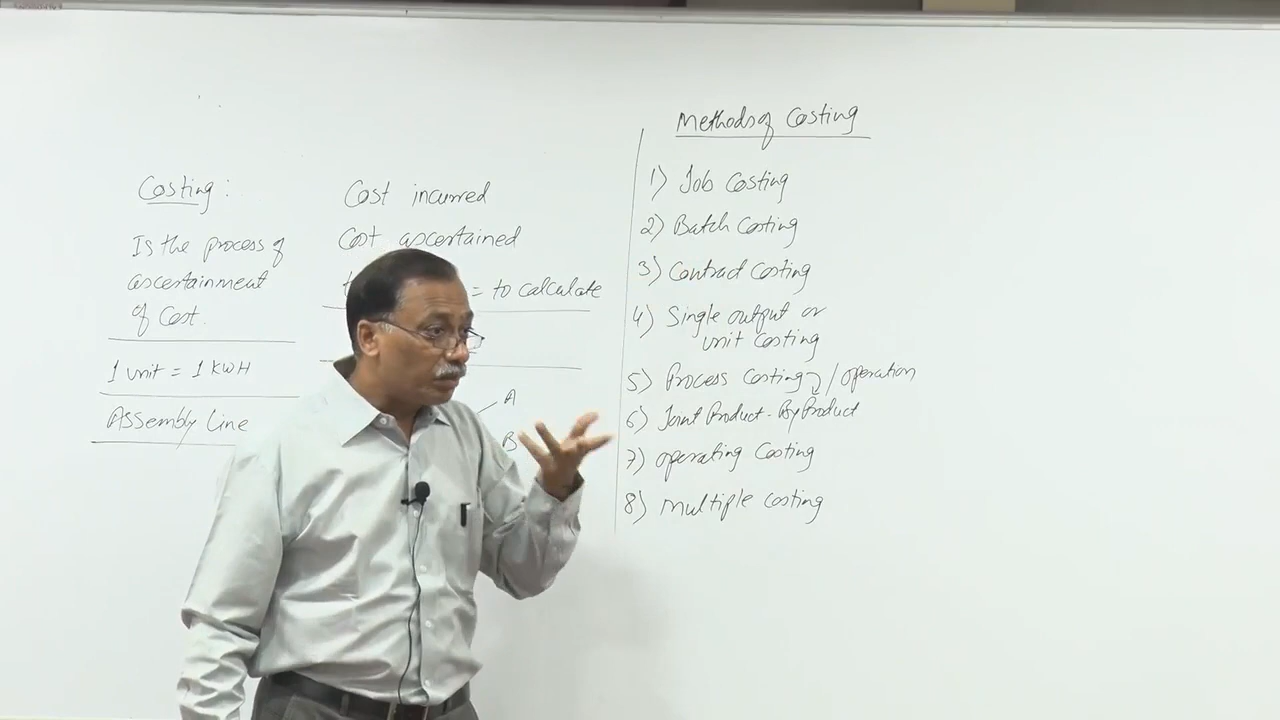 Costing :
Is the process of
ascertainment
of Cost.
1 unit = 1 KWH
Assembly Line
Cost incurred
Cost ascertained
= to calculate
A
B
Methods of Costing
1) Job Costing
2) Batch Costing
3) Contract Costing
4) Single output or
unit Costing
5) Process Costing / operation
6) Joint Product - By Product
7) operating Costing
8) multiple Costing